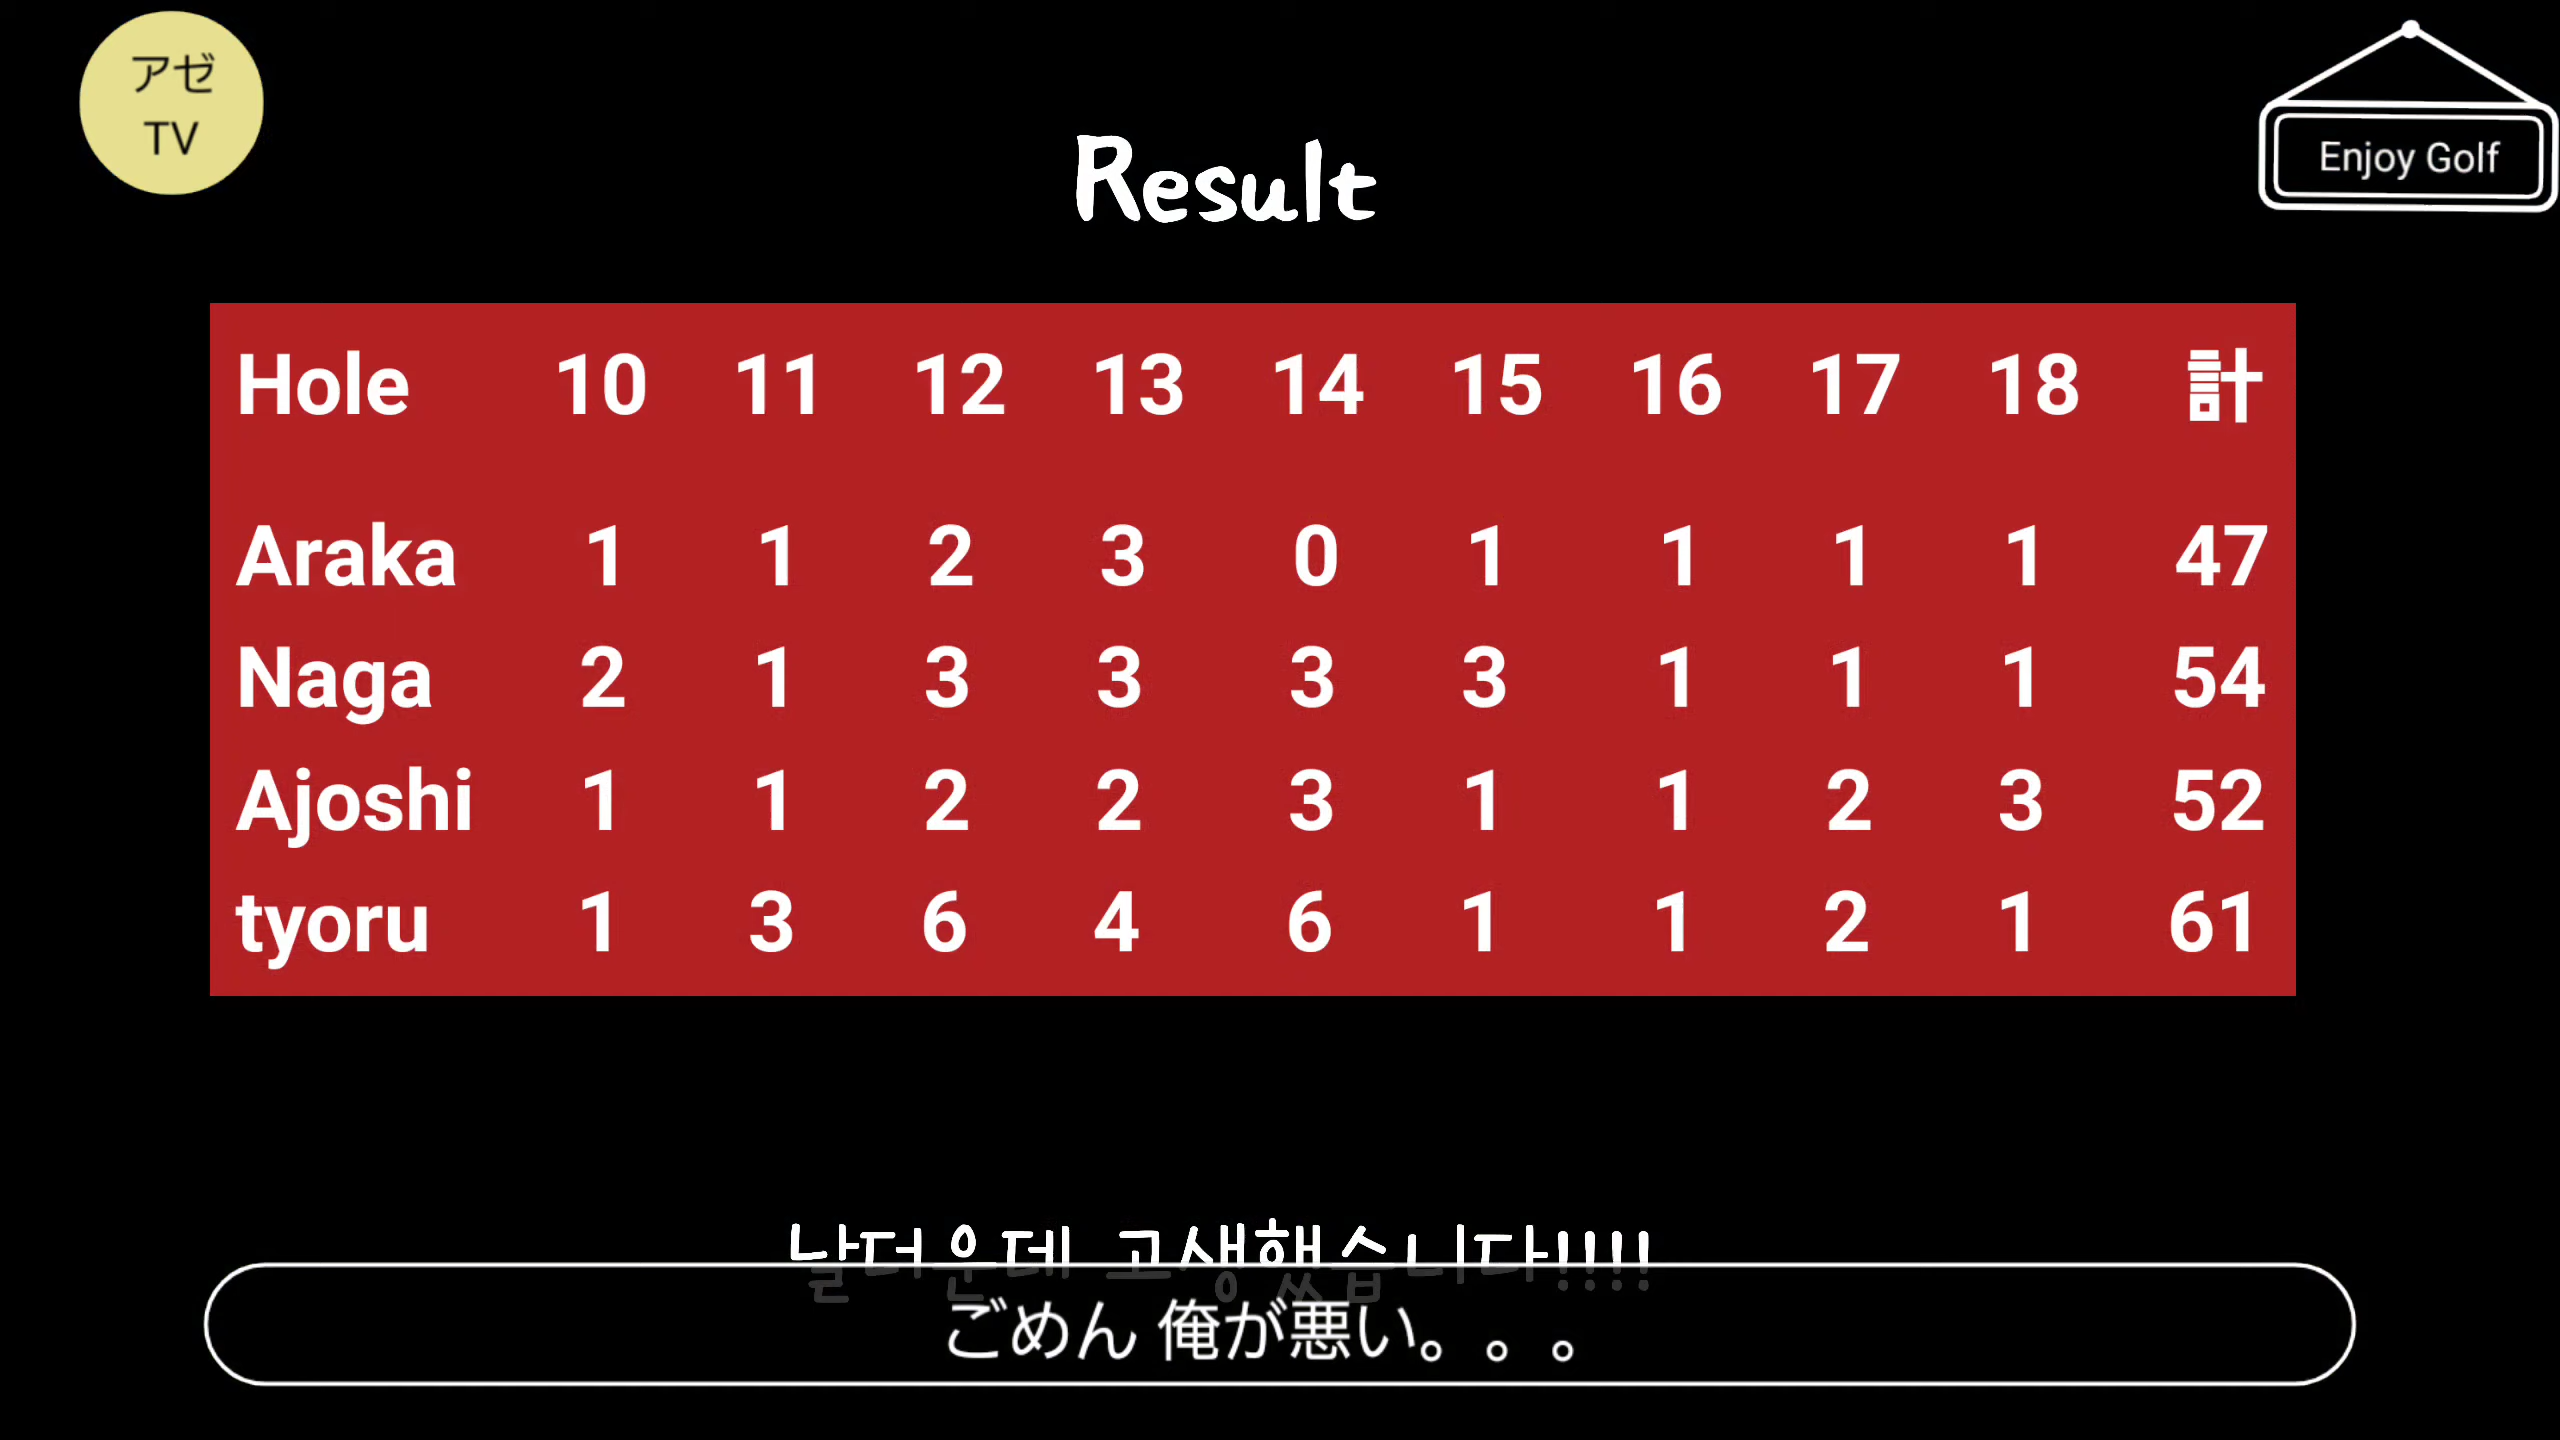 アゼ
TV
Enjoy Golf
Result
Hole 10 11 12 13 14 15 16 17 18 計
Araka 1 1 2 3 0 1 1 1 1 47
Naga 2 1 3 3 3 3 1 1 1 54
Ajoshi 1 1 2 2 3 1 1 2 3 52
tyoru 1 3 6 4 6 1 1 2 1 61
날더운데 고생했습니다!!!!
ごめん 俺が悪い。。。